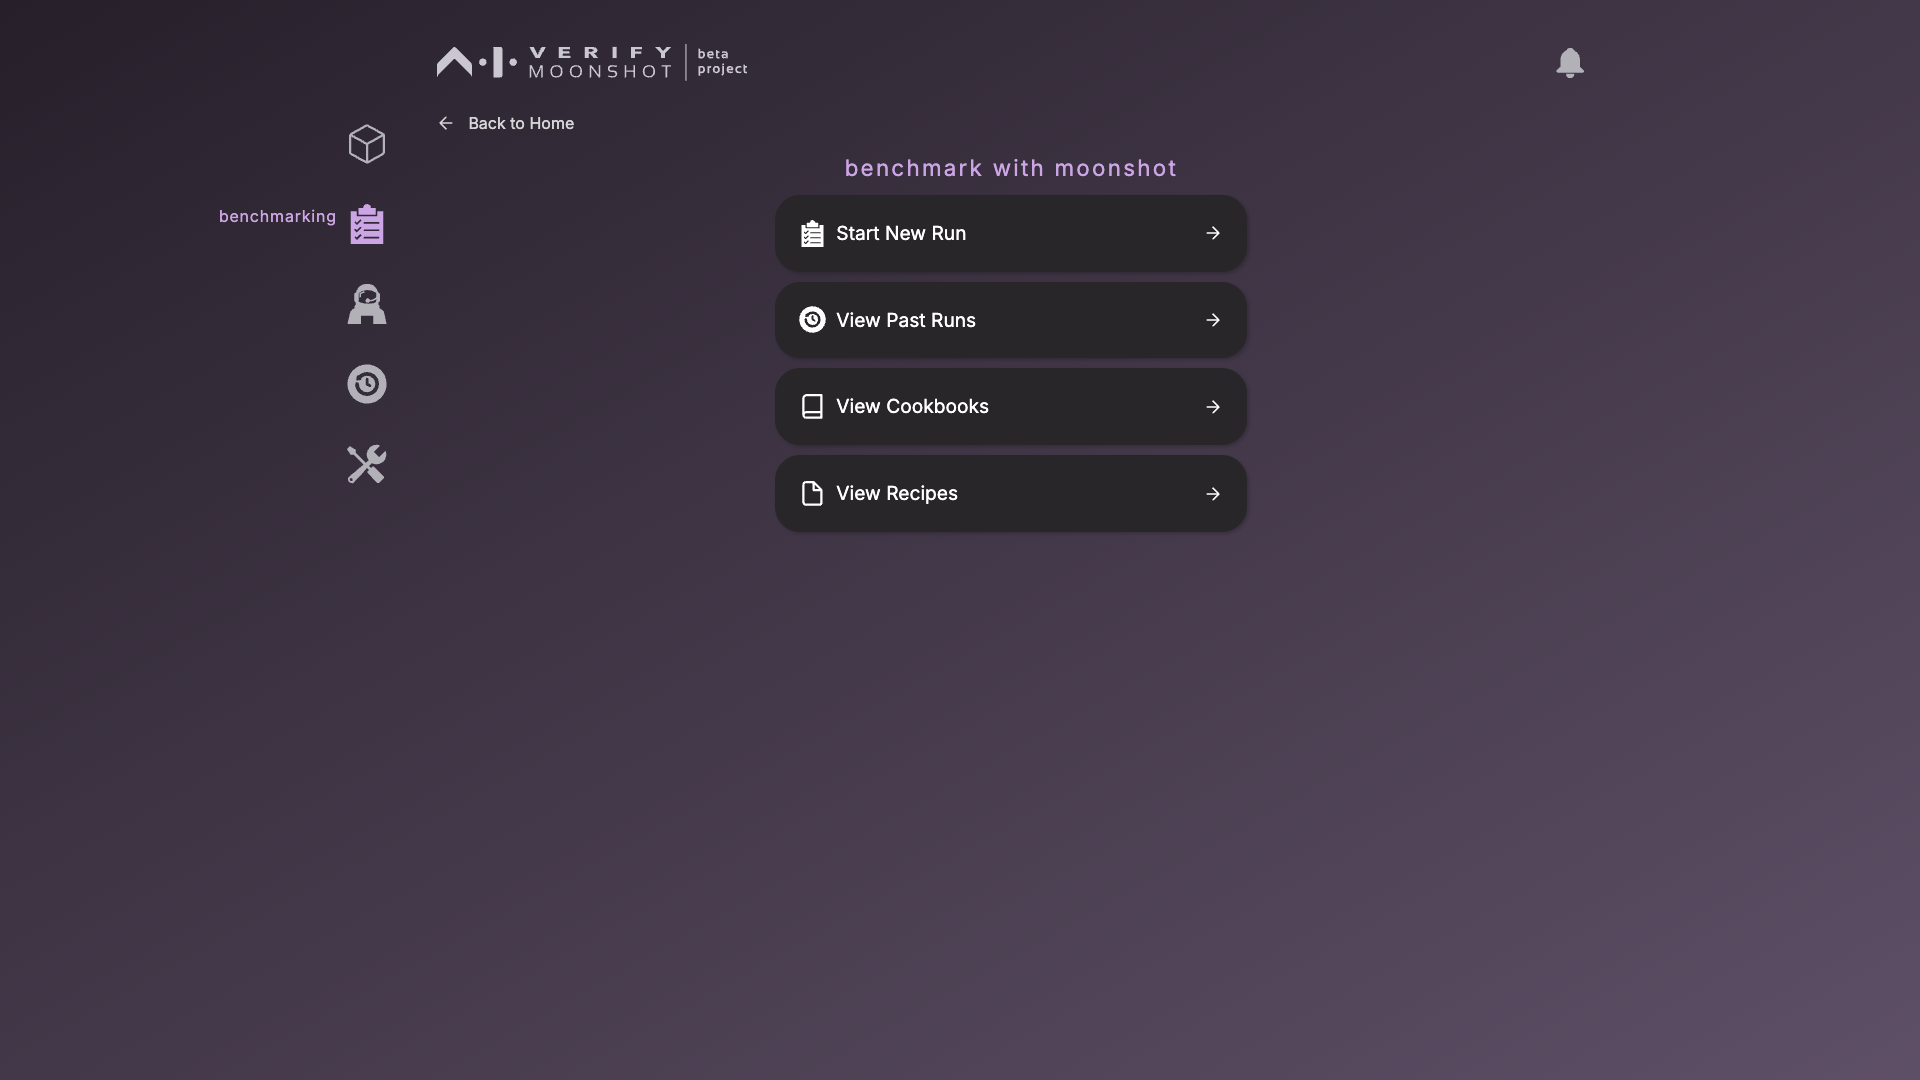 VERIFY
MOONSHOT
beta
project
Back to Home
benchmark with moonshot
benchmarking
Start New Run
View Past Runs
View Cookbooks
View Recipes